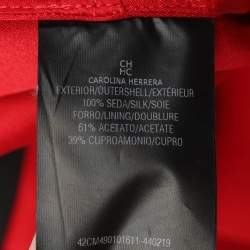 CH
HC
CAROLINA HERRERA
EXTERIOR/OUTERSHELL/EXTÉRIEUR
100% SEDA/SILK/SOIE
FORRO/LINING/DOUBLURE
61% ACETATO/ACETATE
39% CUPROAMONIO/CUPRO
42CM490101611-440219